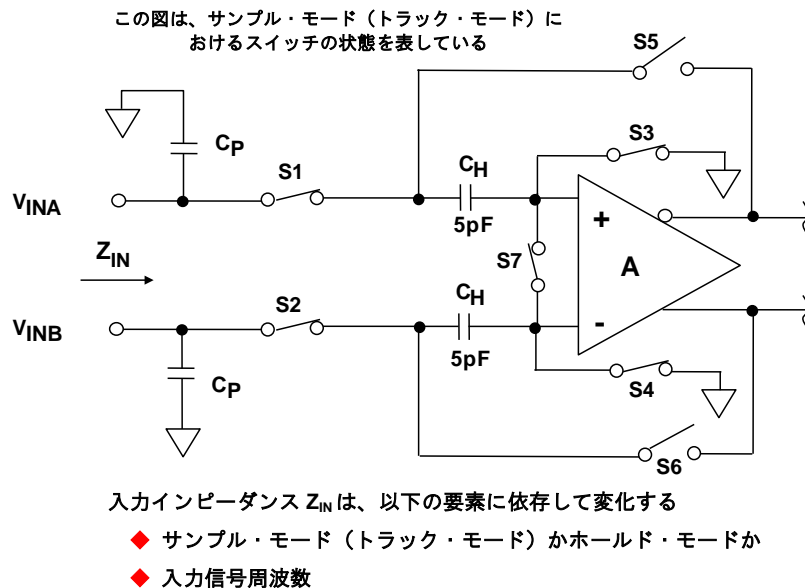 この図は、サンプル・モード（トラック・モード）に
おけるスイッチの状態を表している
S5
CP
S1
CH
S3
VINA
5pF
+
ZIN
S7
A
CH
S2
VINB
-
5pF
CP
S4
S6
入力インピーダンス ZIN は、以下の要素に依存して変化する
サンプル・モード（トラック・モード）かホールド・モードか
入力信号周波数